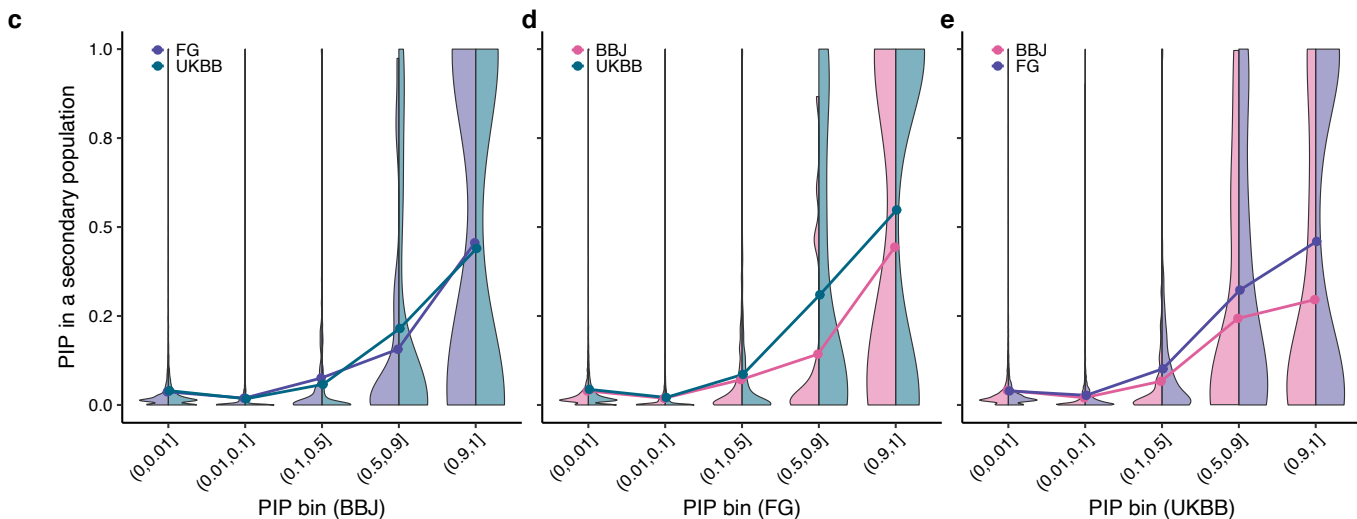 c
FG
UKBB
PIP in a secondary population
1.0
0.8
0.5
0.2
0.0
(0,0.01]
(0.01,0.1]
(0.1,0.5]
(0.5,0.9]
(0.9,1]
PIP bin (BBJ)
d
BBJ
UKBB
(0,0.01]
(0.01,0.1]
(0.1,0.5]
(0.5,0.9]
(0.9,1]
PIP bin (FG)
e
BBJ
FG
(0,0.01]
(0.01,0.1]
(0.1,0.5]
(0.5,0.9]
(0.9,1]
PIP bin (UKBB)